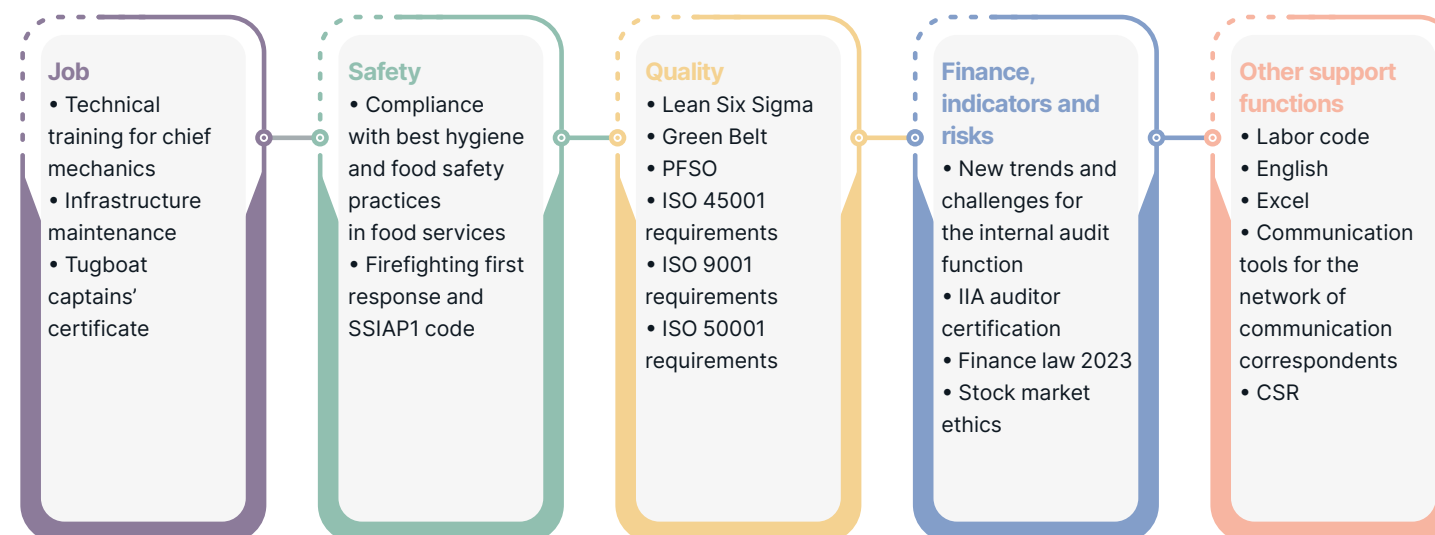 Job
• Technical
training for chief
mechanics
• Infrastructure
maintenance
• Tugboat
captains’
certificate
Safety
• Compliance
with best hygiene
and food safety
practices
in food services
• Firefighting first
response and
SSIAP1 code
Quality
• Lean Six Sigma
• Green Belt
• PFSO
• ISO 45001
requirements
• ISO 9001
requirements
• ISO 50001
requirements
Finance,
indicators and
risks
• New trends and
challenges for
the internal audit
function
• IIA auditor
certification
• Finance law 2023
• Stock market
ethics
Other support
functions
• Labor code
• English
• Excel
• Communication
tools for the
network of
communication
correspondents
• CSR